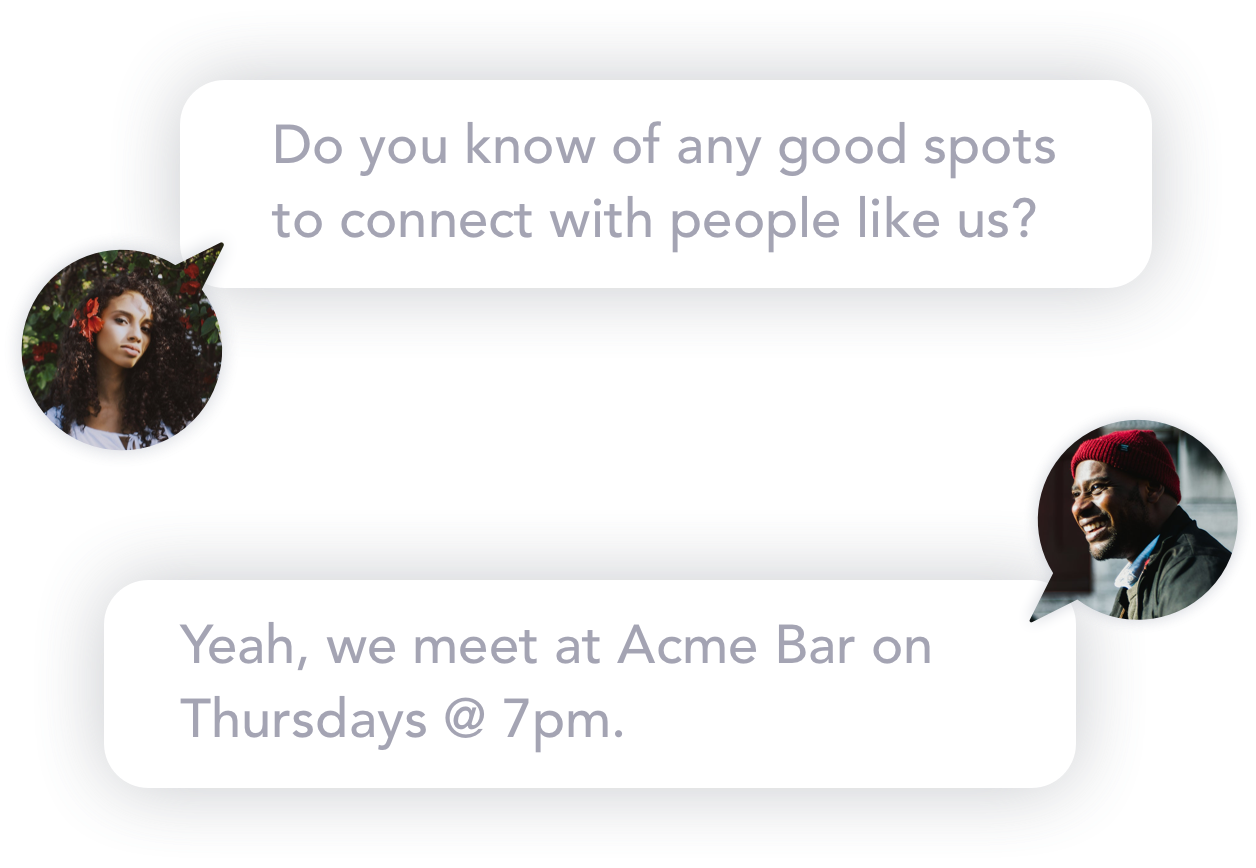 Do you know of any good spots
to connect with people like us?
Yeah, we meet at Acme Bar on
Thursdays @ 7pm.